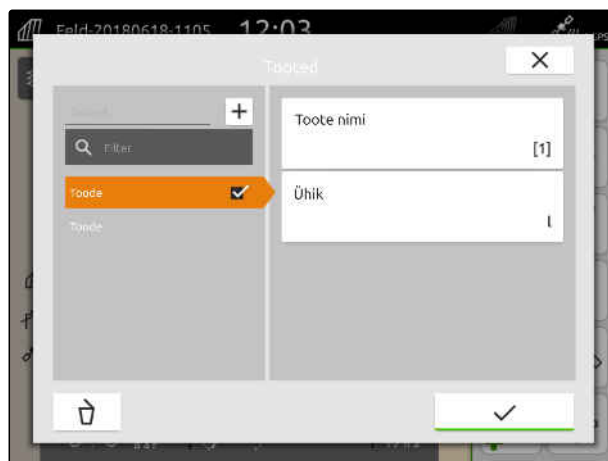 Feld-20180618-1105 12:03
Tooted
Filter
Toode
Toode
Toote nimi
[1]
Ühik
l